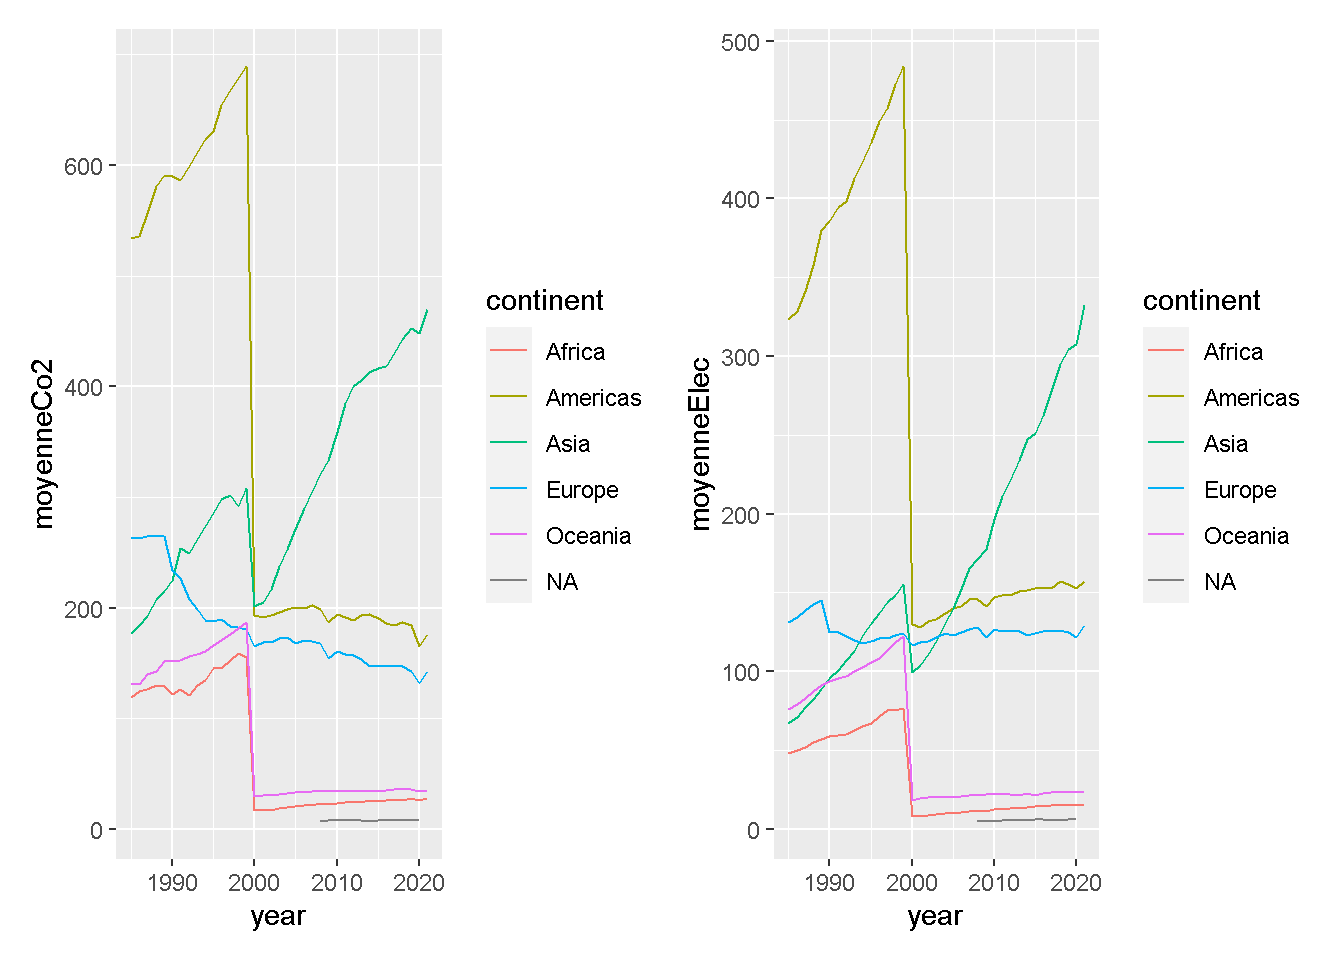 moyenneCo2
600
400
200
0
1990 2000 2010 2020
year
continent
Africa
Americas
Asia
Europe
Oceania
NA
moyenneElec
500
400
300
200
100
0
1990 2000 2010 2020
year
continent
Africa
Americas
Asia
Europe
Oceania
NA